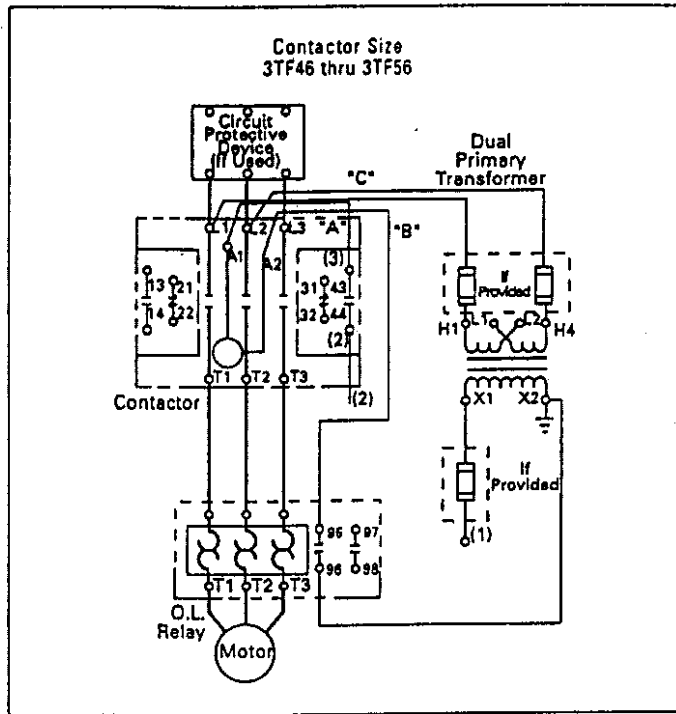 Contactor Size
3TF46 thru 3TF56
Circuit
Protective
Device
(If Used)
Dual
Primary
Transformer
"C"
L1 L2 L3 "A" "B"
A1 A2 (3)
13 21 31 43
14 22 32 44
(2)
If
Provided
H1 L1 L2 H4
T1 T2 T3 (2)
Contactor
X1 X2
If
Provided
(1)
95 97
96 98
T1 T2 T3
O.L.
Relay
Motor